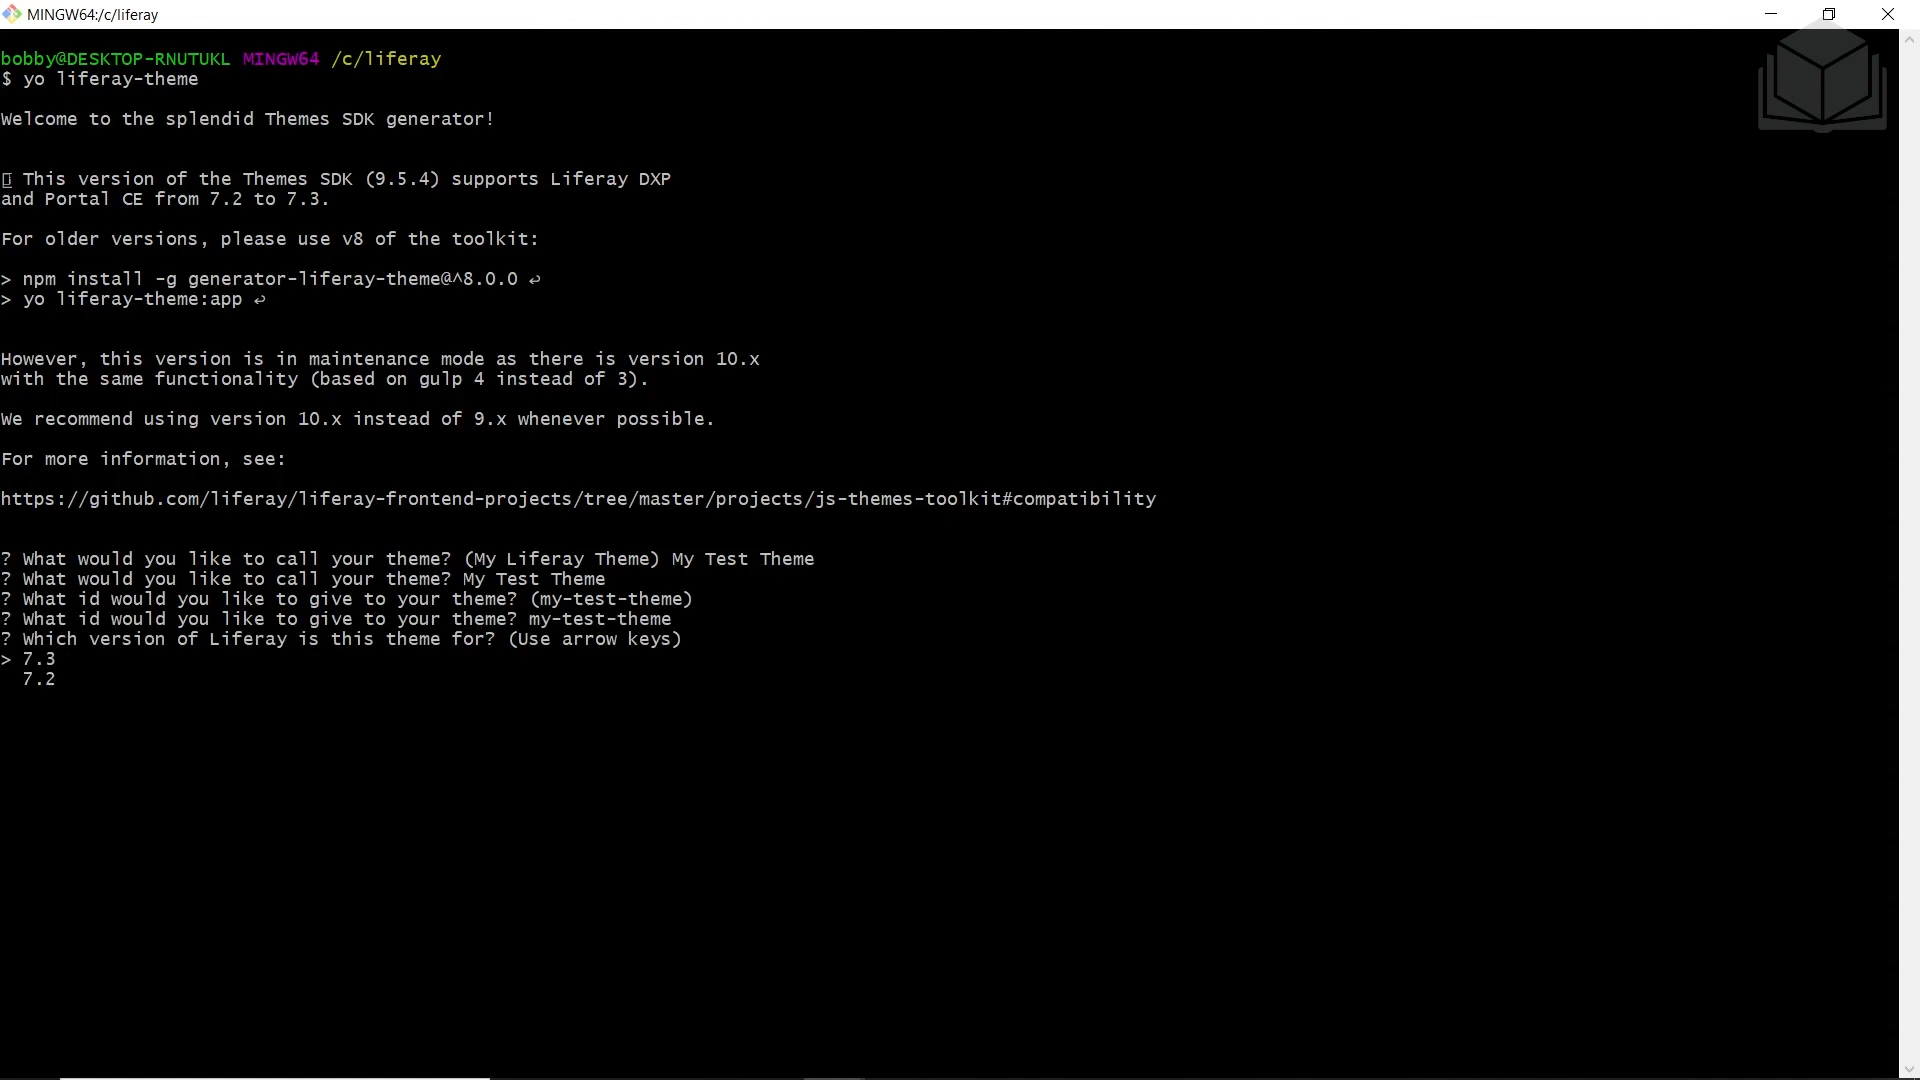 MINGW64:/c/liferay
bobby@DESKTOP-RNUTUKL MINGW64 /c/liferay
$ yo liferay-theme
Welcome to the splendid Themes SDK generator!
This version of the Themes SDK (9.5.4) supports Liferay DXP
and Portal CE from 7.2 to 7.3.
For older versions, please use v8 of the toolkit:
> npm install -g generator-liferay-theme@^8.0.0 ↩
> yo liferay-theme:app ↩
However, this version is in maintenance mode as there is version 10.x
with the same functionality (based on gulp 4 instead of 3).
We recommend using version 10.x instead of 9.x whenever possible.
For more information, see:
https://github.com/liferay/liferay-frontend-projects/tree/master/projects/js-themes-toolkit#compatibility
? What would you like to call your theme? (My Liferay Theme) My Test Theme
? What would you like to call your theme? My Test Theme
? What id would you like to give to your theme? (my-test-theme)
? What id would you like to give to your theme? my-test-theme
? Which version of Liferay is this theme for? (Use arrow keys)
> 7.3
7.2